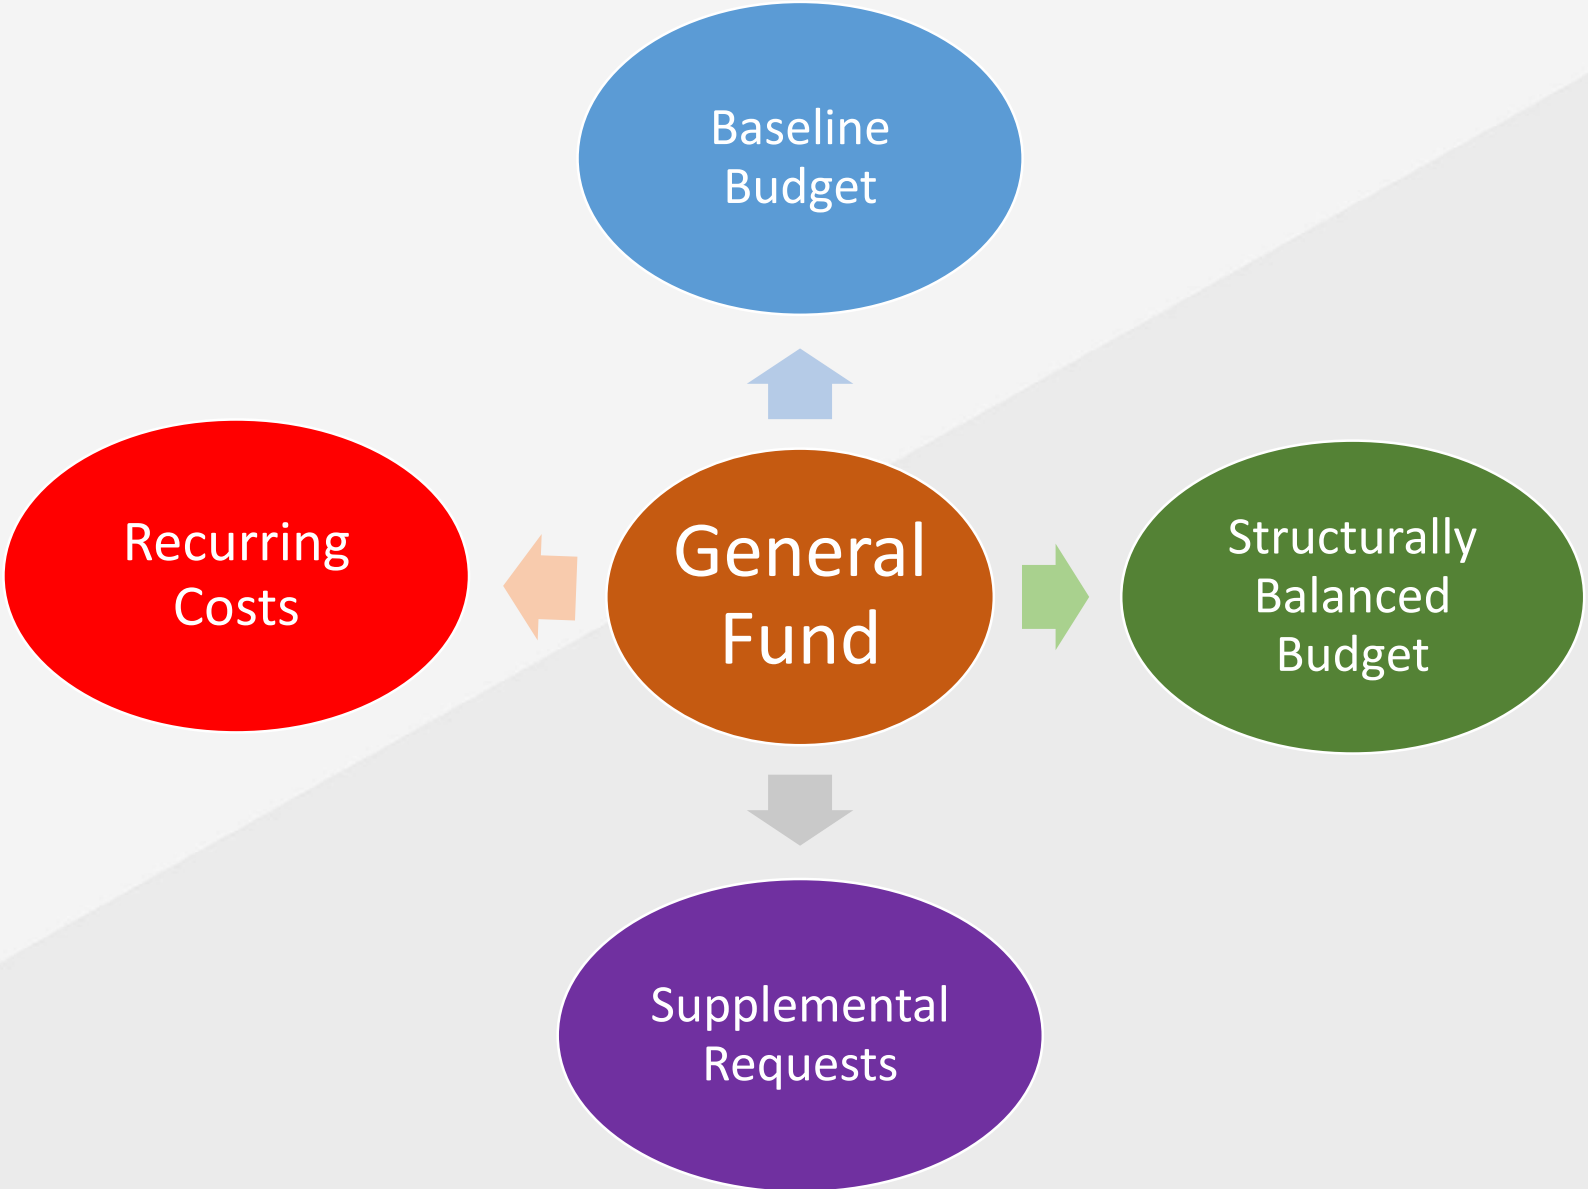 Baseline
Budget
Recurring
Costs
General
Fund
Structurally
Balanced
Budget
Supplemental
Requests